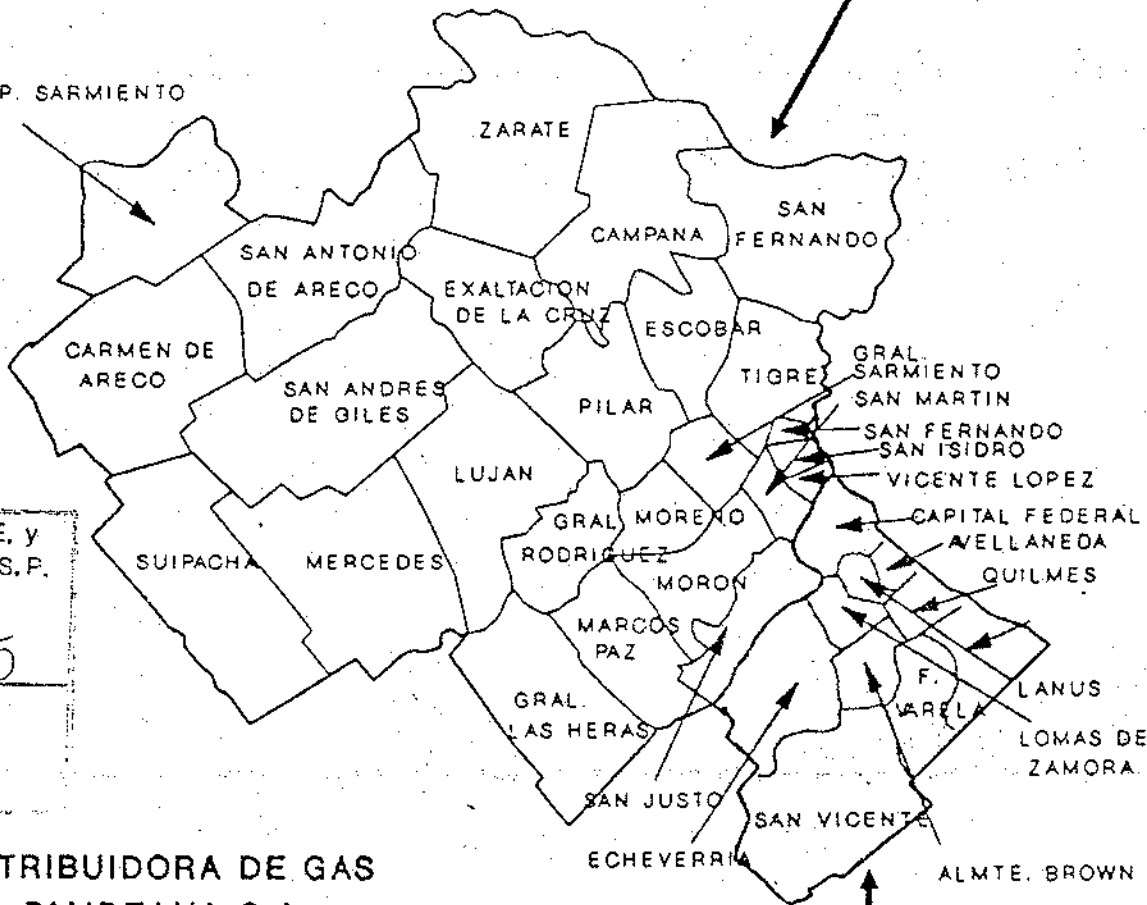 P. SARMIENTO
ZARATE
SAN
FERNANDO
CAMPANA
SAN ANTONIO
DE ARECO
EXALTACION
DE LA CRUZ
ESCOBAR
CARMEN DE
ARECO
SAN ANDRES
DE GILES
PILAR
TIGRE
GRAL.
SARMIENTO
SAN MARTIN
SAN FERNANDO
SAN ISIDRO
VICENTE LOPEZ
CAPITAL FEDERAL
AVELLANEDA
QUILMES
LUJAN
GRAL.
RODRIGUEZ
MORENO
E. y
S.P.
SUIPACHA
MERCEDES
MORON
MARCOS
PAZ
F.
VARELA
LANUS
GRAL.
LAS HERAS
LOMAS DE
ZAMORA
SAN JUSTO
SAN VICENTE
ECHEVERRIA
ALMTE. BROWN
TRIBUIDORA DE GAS